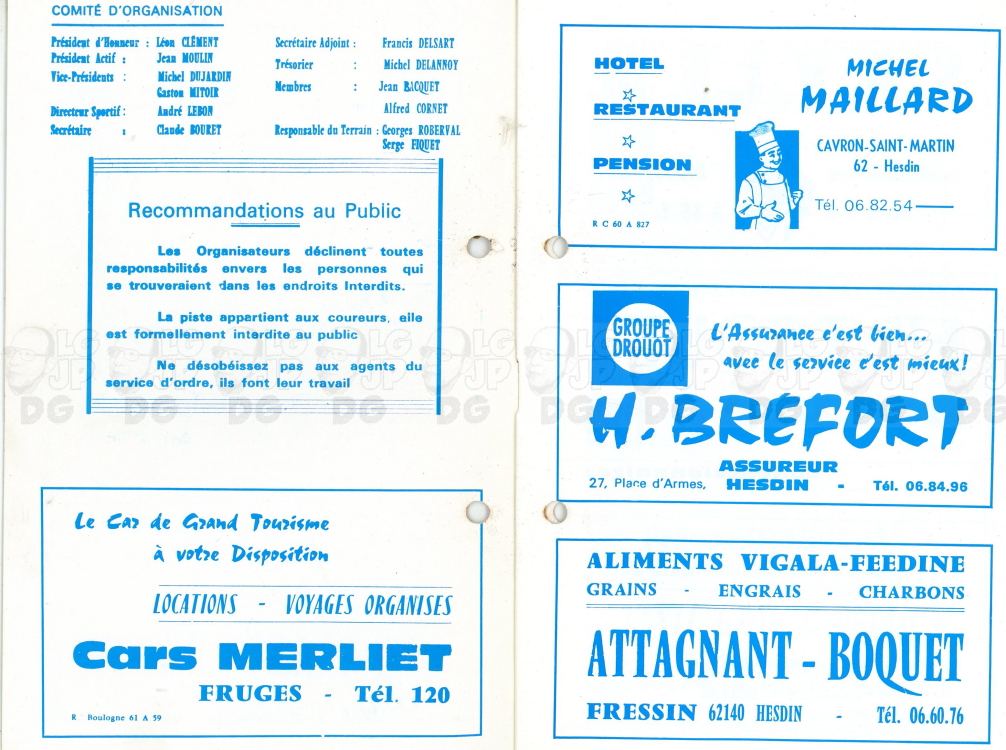 COMITÉ D'ORGANISATION
Président d'Honneur : Léon CLÉMENT
Président Actif : Jean MOULIN
Vice-Présidents : Michel DUJARDIN
Gaston MITOIR
Directeur Sportif : André LEBON
Secrétaire : Claude BOURET
Secrétaire Adjoint : Francis DELSART
Trésorier : Michel DELANNOY
Membres : Jean BACQUET
Alfred CORNET
Responsable du Terrain : Georges ROBERVAL
Serge FIQUET
Recommandations au Public
Les Organisateurs déclinent toutes
responsabilités envers les personnes qui
se trouveraient dans les endroits Interdits.
La piste appartient aux coureurs, elle
est formellement interdite au public
Ne désobéissez pas aux agents du
service d'ordre, ils font leur travail
Le Car de Grand Tourisme
à votre Disposition
LOCATIONS - VOYAGES ORGANISES
Cars MERLIET
FRUGES - Tél. 120
R Boulogne 61 A 59
HOTEL
RESTAURANT
PENSION
R C 60 A 827
MICHEL
MAILLARD
CAVRON-SAINT-MARTIN
62 - Hesdin
Tél. 06.82.54
GROUPE
DROUOT
L'Assurance c'est bien...
avec le service c'est mieux!
H. BREFORT
ASSUREUR
27, Place d'Armes, HESDIN - Tél. 06.84.96
ALIMENTS VIGALA-FEEDINE
GRAINS - ENGRAIS - CHARBONS
ATTAGNANT - BOQUET
FRESSIN 62140 HESDIN - Tél. 06.60.76
LG JP DG